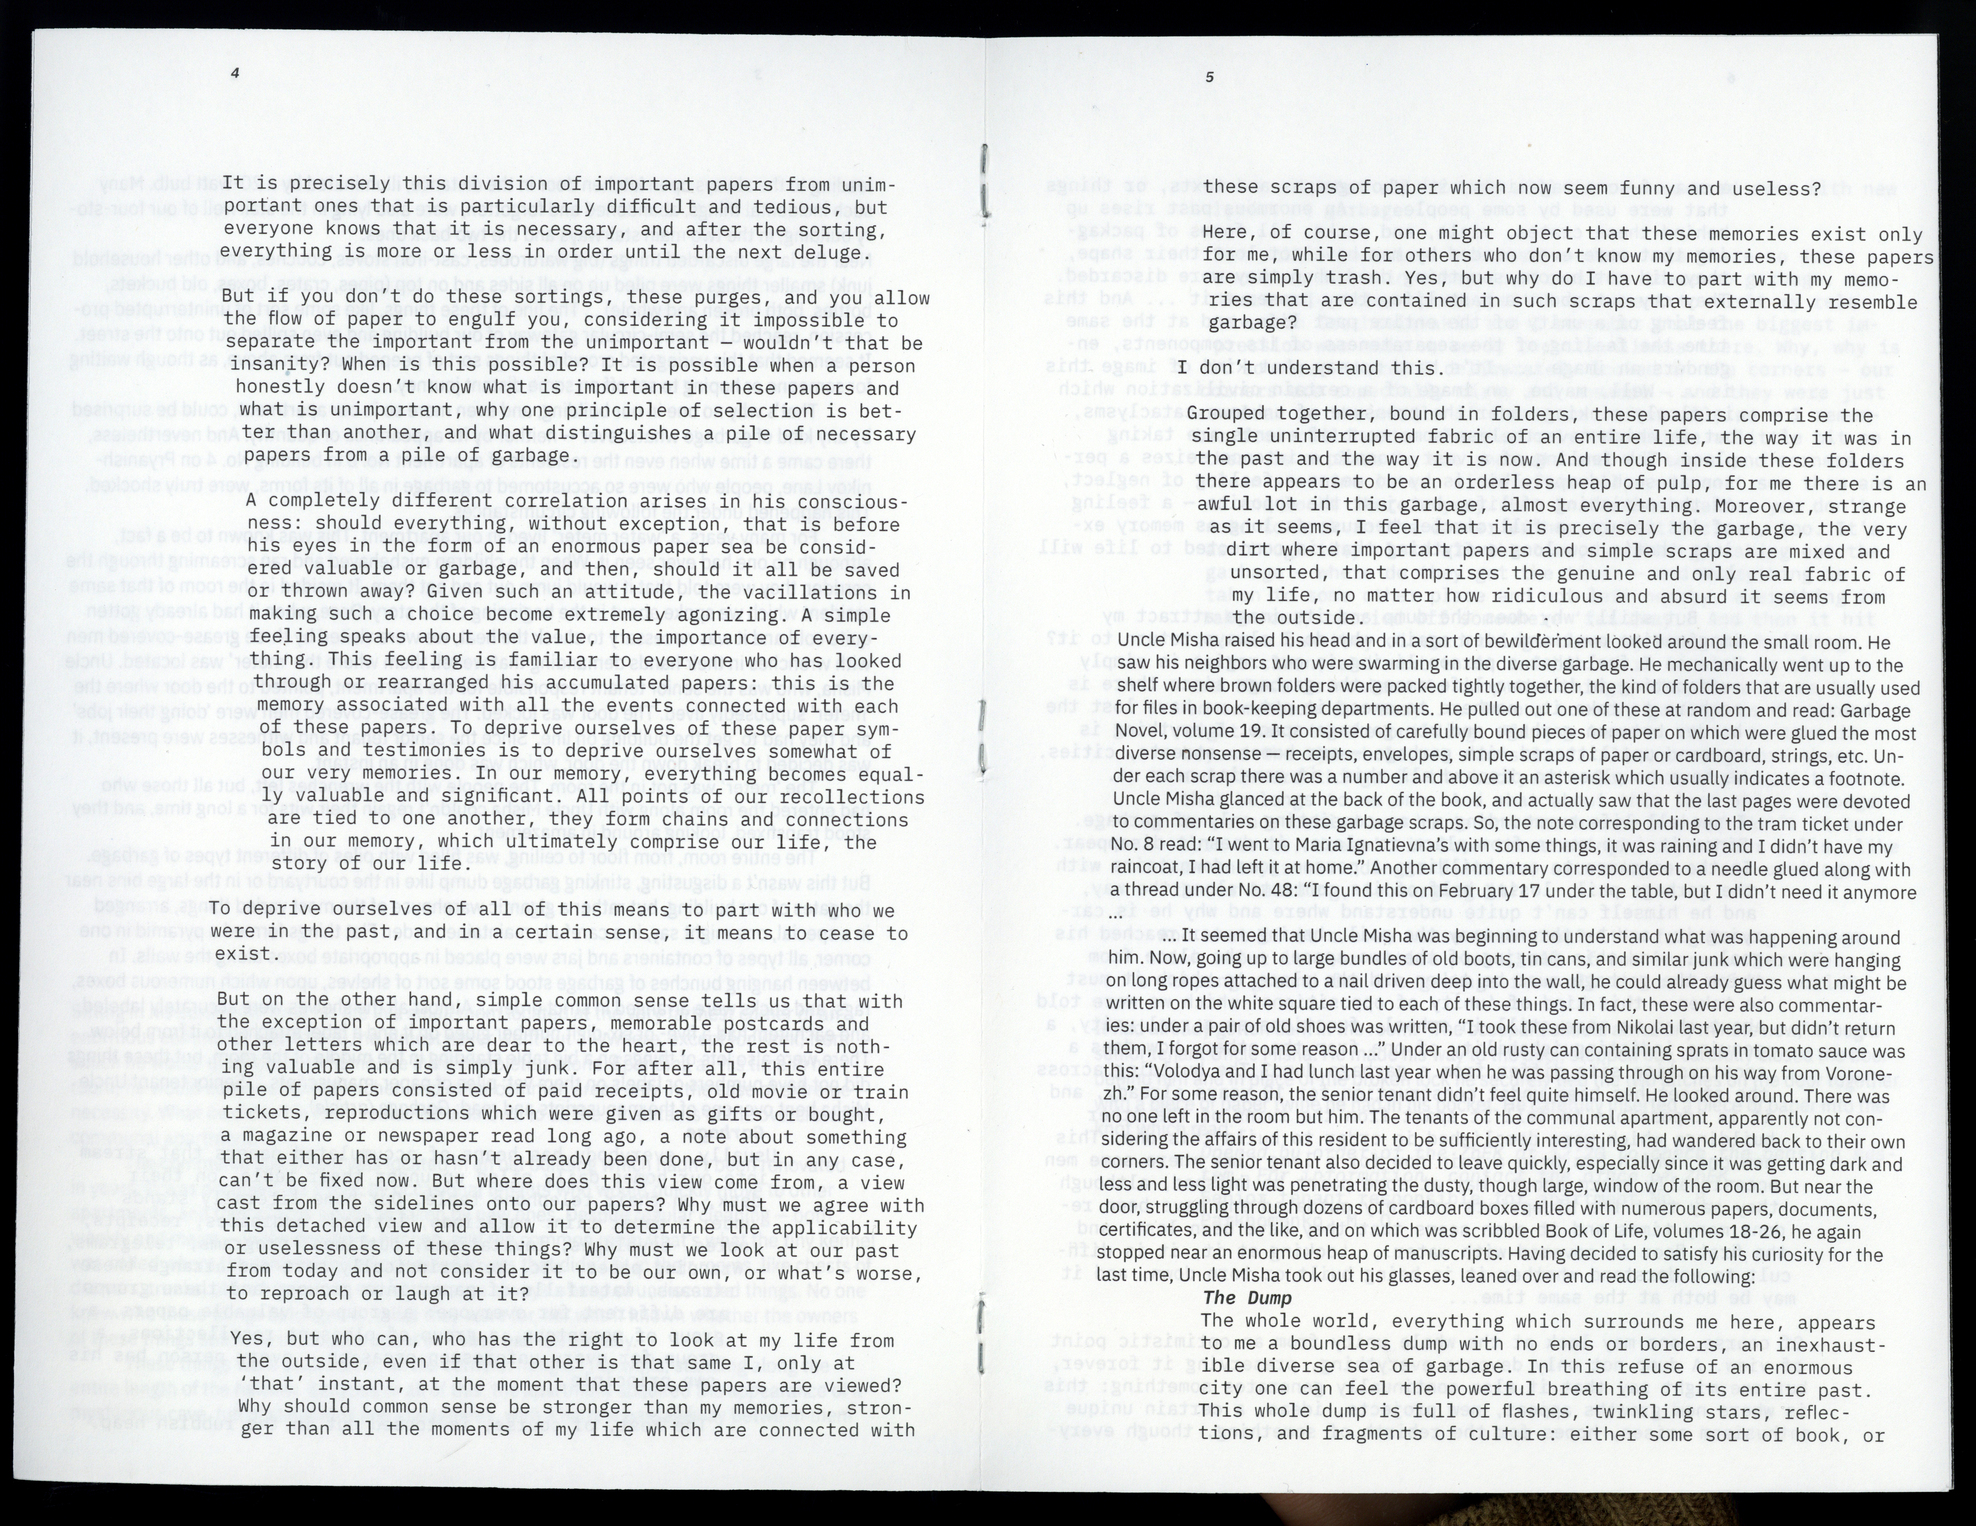 4
It is precisely this division of important papers from unim-
portant ones that is particularly difficult and tedious, but
everyone knows that it is necessary, and after the sorting,
everything is more or less in order until the next deluge.
But if you don't do these sortings, these purges, and you allow
the flow of paper to engulf you, considering it impossible to
separate the important from the unimportant — wouldn't that be
insanity? When is this possible? It is possible when a person
honestly doesn't know what is important in these papers and
what is unimportant, why one principle of selection is bet-
ter than another, and what distinguishes a pile of necessary
papers from a pile of garbage.
A completely different correlation arises in his conscious-
ness: should everything, without exception, that is before
his eyes in the form of an enormous paper sea be consid-
ered valuable or garbage, and then, should it all be saved
or thrown away? Given such an attitude, the vacillations in
making such a choice become extremely agonizing. A simple
feeling speaks about the value, the importance of every-
thing. This feeling is familiar to everyone who has looked
through or rearranged his accumulated papers: this is the
memory associated with all the events connected with each
of these papers. To deprive ourselves of these paper sym-
bols and testimonies is to deprive ourselves somewhat of
our very memories. In our memory, everything becomes equal-
ly valuable and significant. All points of our recollections
are tied to one another, they form chains and connections
in our memory, which ultimately comprise our life, the
story of our life.
To deprive ourselves of all of this means to part with who we
were in the past, and in a certain sense, it means to cease to
exist.
But on the other hand, simple common sense tells us that with
the exception of important papers, memorable postcards and
other letters which are dear to the heart, the rest is noth-
ing valuable and is simply junk. For after all, this entire
pile of papers consisted of paid receipts, old movie or train
tickets, reproductions which were given as gifts or bought,
a magazine or newspaper read long ago, a note about something
that either has or hasn't already been done, but in any case,
can't be fixed now. But where does this view come from, a view
cast from the sidelines onto our papers? Why must we agree with
this detached view and allow it to determine the applicability
or uselessness of these things? Why must we look at our past
from today and not consider it to be our own, or what's worse,
to reproach or laugh at it?
Yes, but who can, who has the right to look at my life from
the outside, even if that other is that same I, only at
'that' instant, at the moment that these papers are viewed?
Why should common sense be stronger than my memories, stron-
ger than all the moments of my life which are connected with
5
these scraps of paper which now seem funny and useless?
Here, of course, one might object that these memories exist only
for me, while for others who don't know my memories, these papers
are simply trash. Yes, but why do I have to part with my memo-
ries that are contained in such scraps that externally resemble
garbage?
I don't understand this.
Grouped together, bound in folders, these papers comprise the
single uninterrupted fabric of an entire life, the way it was in
the past and the way it is now. And though inside these folders
there appears to be an orderless heap of pulp, for me there is an
awful lot in this garbage, almost everything. Moreover, strange
as it seems, I feel that it is precisely the garbage, the very
dirt where important papers and simple scraps are mixed and
unsorted, that comprises the genuine and only real fabric of
my life, no matter how ridiculous and absurd it seems from
the outside.
Uncle Misha raised his head and in a sort of bewilderment looked around the small room. He
saw his neighbors who were swarming in the diverse garbage. He mechanically went up to the
shelf where brown folders were packed tightly together, the kind of folders that are usually used
for files in book-keeping departments. He pulled out one of these at random and read: Garbage
Novel, volume 19. It consisted of carefully bound pieces of paper on which were glued the most
diverse nonsense — receipts, envelopes, simple scraps of paper or cardboard, strings, etc. Un-
der each scrap there was a number and above it an asterisk which usually indicates a footnote.
Uncle Misha glanced at the back of the book, and actually saw that the last pages were devoted
to commentaries on these garbage scraps. So, the note corresponding to the tram ticket under
No. 8 read: “I went to Maria Ignatievna's with some things, it was raining and I didn't have my
raincoat, I had left it at home.” Another commentary corresponded to a needle glued along with
a thread under No. 48: “I found this on February 17 under the table, but I didn't need it anymore
...
... It seemed that Uncle Misha was beginning to understand what was happening around
him. Now, going up to large bundles of old boots, tin cans, and similar junk which were hanging
on long ropes attached to a nail driven deep into the wall, he could already guess what might be
written on the white squares tied to each of these things. In fact, these were also commentar-
ies: under a pair of old shoes was written, “I took these from Nikolai last year, but didn't return
them, I forgot for some reason ...” Under an old rusty can containing sprats in tomato sauce was
this: “Volodya and I had lunch last year when he was passing through on his way from Vorone-
zh.” For some reason, the senior tenant didn't feel quite himself. He looked around. There was
no one left in the room but him. The tenants of the communal apartment, apparently not con-
sidering the affairs of this resident to be sufficiently interesting, had wandered back to their own
corners. The senior tenant also decided to leave quickly, especially since it was getting dark and
less and less light was penetrating the dusty, though large, window of the room. But near the
door, struggling through dozens of cardboard boxes filled with numerous papers, documents,
certificates, and the like, and on which was scribbled Book of Life, volumes 18-26, he again
stopped near an enormous heap of manuscripts. Having decided to satisfy his curiosity for the
last time, Uncle Misha took out his glasses, leaned over and read the following:
The Dump
The whole world, everything which surrounds me here, appears
to me a boundless dump with no ends or borders, an inexhaust-
ible diverse sea of garbage. In this refuse of an enormous
city one can feel the powerful breathing of its entire past.
This whole dump is full of flashes, twinkling stars, reflec-
tions, and fragments of culture: either some sort of book, or